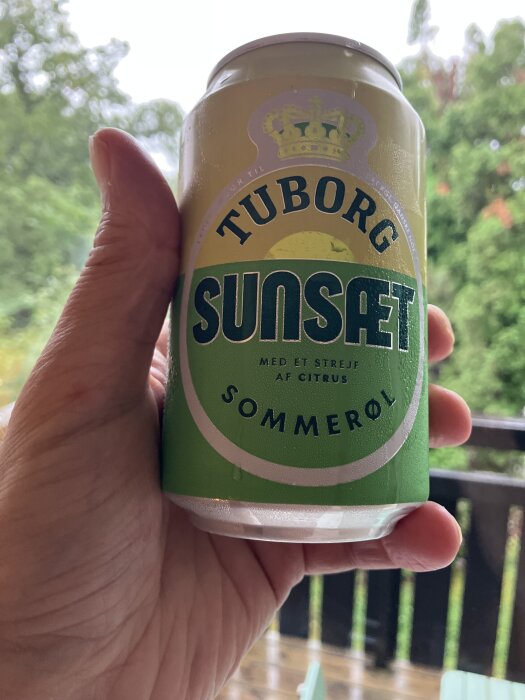 TUBORG
SUNSÆT
MED ET STREJF
AF CITRUS
SOMMERØL